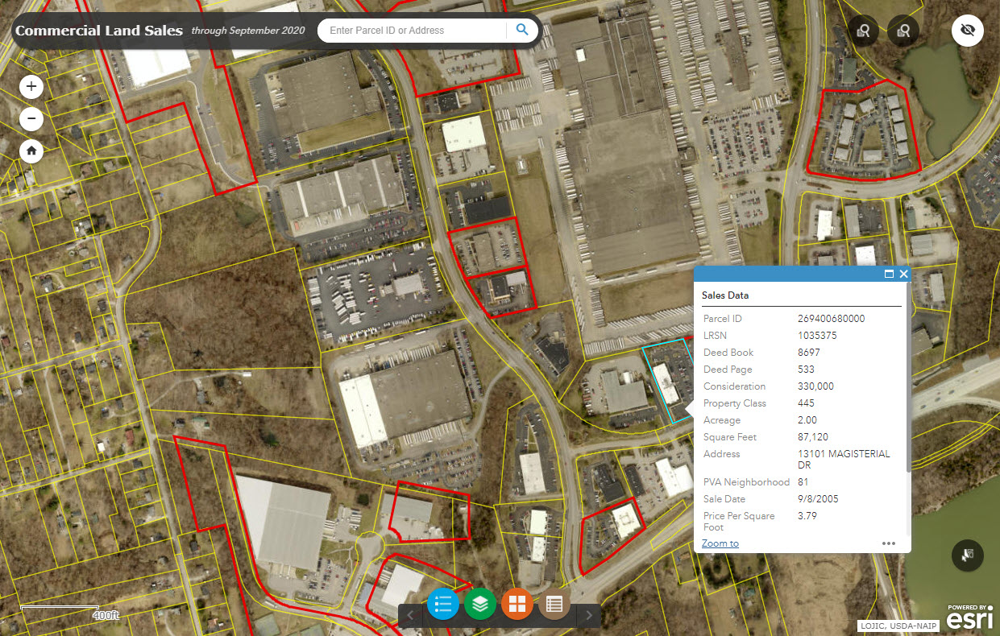 Commercial Land Sales through September 2020
Enter Parcel ID or Address
Sales Data
Parcel ID 269400680000
LRSN 1035375
Deed Book 8697
Deed Page 533
Consideration 330,000
Property Class 445
Acreage 2.00
Square Feet 87,120
Address 13101 MAGISTERIAL
DR
PVA Neighborhood 81
Sale Date 9/8/2005
Price Per Square 3.79
Foot
Zoom to
400ft
LOJIC, USDA-NAIP
POWERED BY
esri